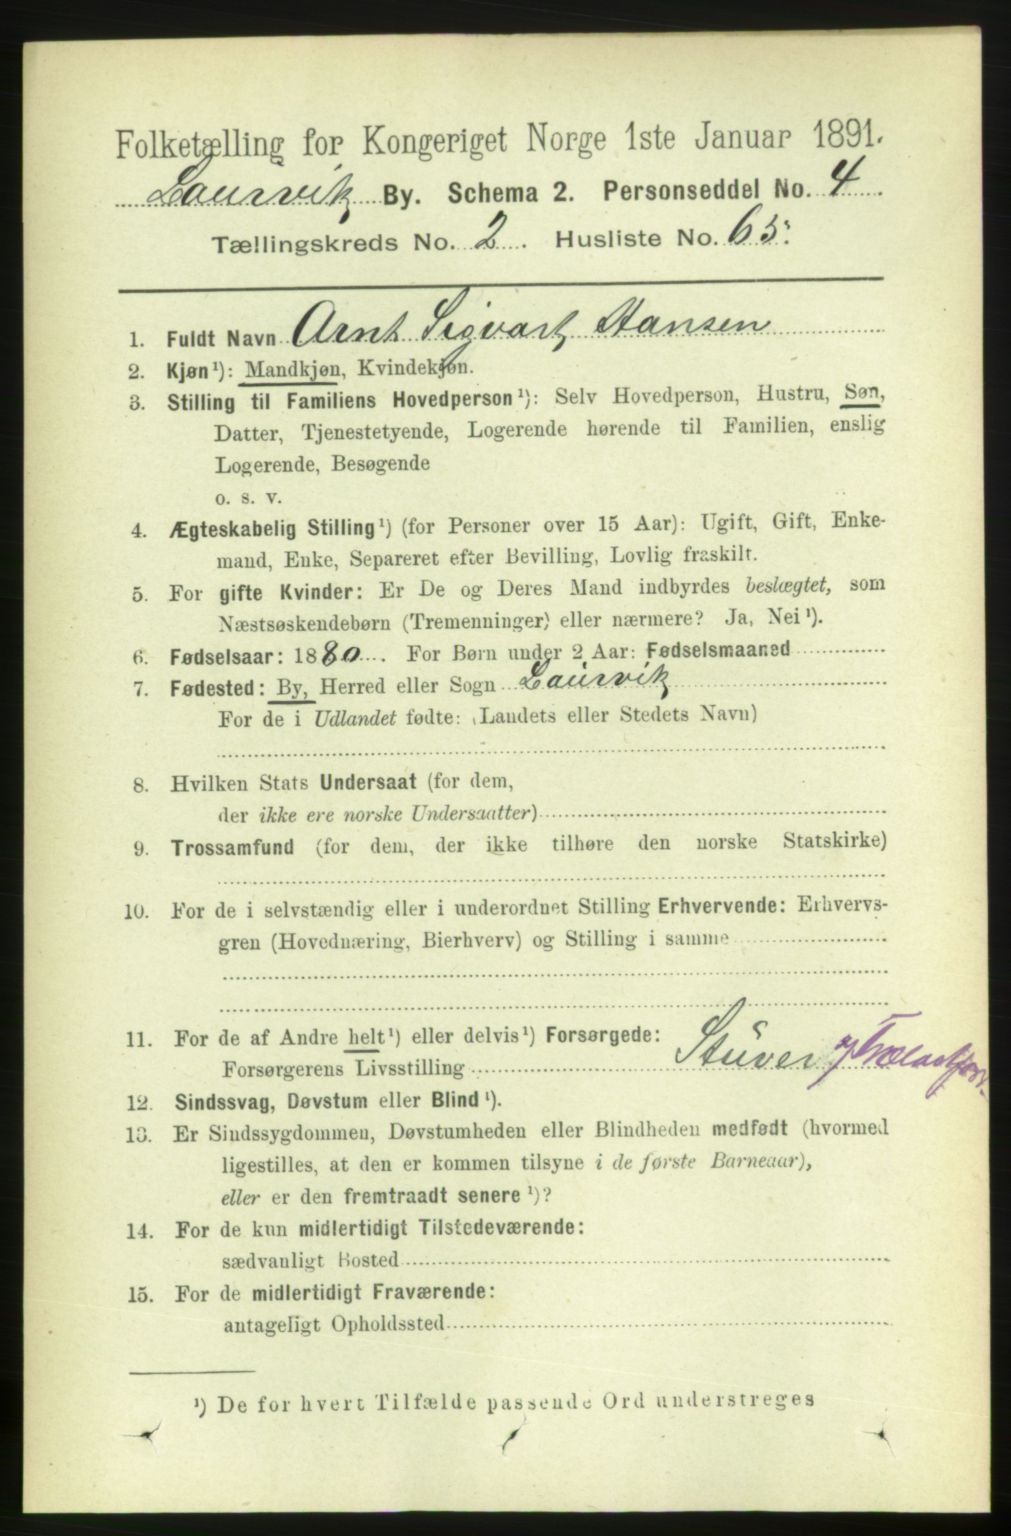 Folketælling for Kongeriget Norge 1ste Januar 1891.
Laurvik By. Schema 2. Personseddel No. 4
Tællingskreds No. 2. Husliste No. 65.
1. Fuldt Navn Arnt Sigvart Hansen
2. Kjøn¹): Mandkjøn, Kvindekjøn.
3. Stilling til Familiens Hovedperson¹): Selv Hovedperson, Hustru, Søn,
Datter, Tjenestetyende, Logerende hørende til Familien, enslig
Logerende, Besøgende
o. s. v.
4. Ægteskabelig Stilling¹) (for Personer over 15 Aar): Ugift, Gift, Enke-
mand, Enke, Separeret efter Bevilling, Lovlig fraskilt.
5. For gifte Kvinder: Er De og Deres Mand indbyrdes beslægtet, som
Næstsøskendebørn (Tremenninger) eller nærmere? Ja, Nei¹).
6. Fødselsaar: 1880. For Børn under 2 Aar: Fødselsmaaned
7. Fødested: By, Herred eller Sogn Laurvik
For de i Udlandet fødte: (Landets eller Stedets Navn)
8. Hvilken Stats Undersaat (for dem,
der ikke ere norske Undersaatter)
9. Trossamfund (for dem, der ikke tilhøre den norske Statskirke)
10. For de i selvstændig eller i underordnet Stilling Erhvervende: Erhvervs-
gren (Hovednæring, Bierhverv) og Stilling i samme
11. For de af Andre helt¹) eller delvis¹) Forsørgede:
Forsørgerens Livsstilling Stuver
12. Sindssvag, Døvstum eller Blind¹).
13. Er Sindssygdommen, Døvstumheden eller Blindheden medfødt (hvormed
ligestilles, at den er kommen tilsyne i de første Barneaar),
eller er den fremtraadt senere¹)?
14. For de kun midlertidigt Tilstedeværende:
sædvanligt Bosted
15. For de midlertidigt Fraværende:
antageligt Opholdssted
¹) De for hvert Tilfælde passende Ord understreges